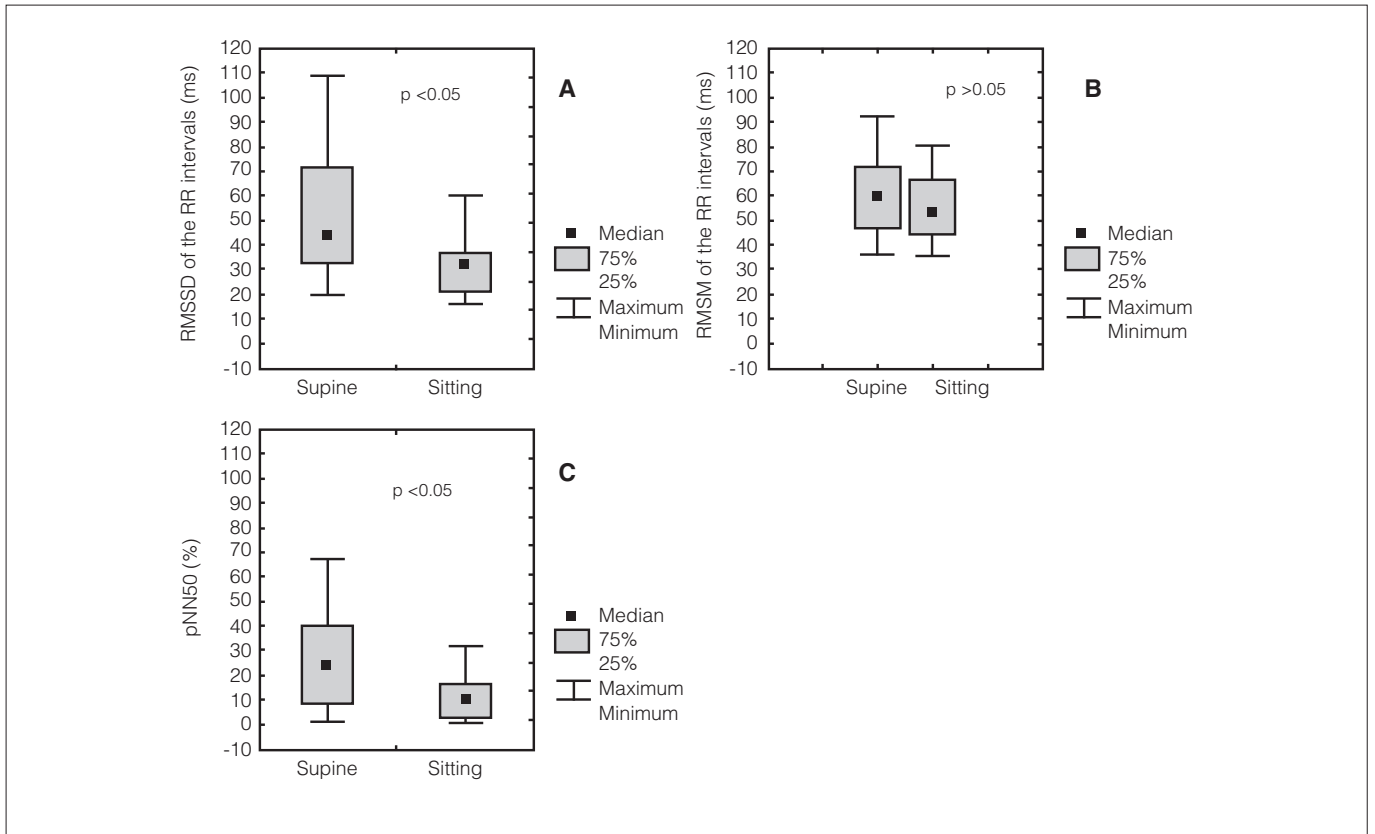 RMSSD of the RR intervals (ms)
120
110
100
90
80
70
60
50
40
30
20
10
0
-10
p <0.05
A
Supine
Sitting
Median
75%
25%
Maximum
Minimum
RMSM of the RR intervals (ms)
120
110
100
90
80
70
60
50
40
30
20
10
0
-10
p >0.05
B
Supine
Sitting
Median
75%
25%
Maximum
Minimum
pNN50 (%)
120
110
100
90
80
70
60
50
40
30
20
10
0
-10
p <0.05
C
Supine
Sitting
Median
75%
25%
Maximum
Minimum